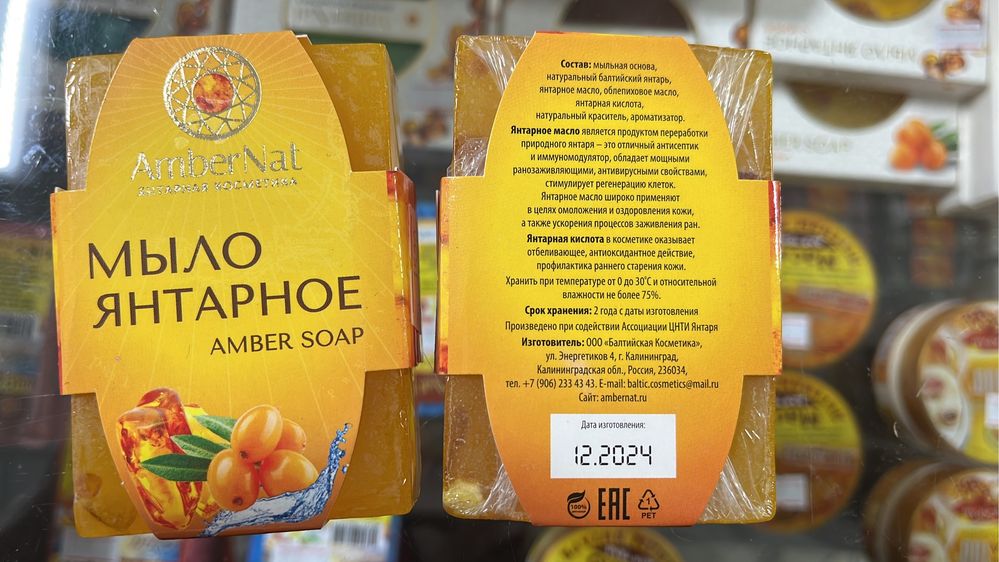 AmberNat
ЯНТАРНАЯ КОСМЕТИКА
МЫЛО
ЯНТАРНОЕ
AMBER SOAP
Состав: мыльная основа,
натуральный балтийский янтарь,
янтарное масло, облепиховое масло,
янтарная кислота,
натуральный краситель, ароматизатор.
Янтарное масло является продуктом переработки
природного янтаря – это отличный антисептик
и иммуномодулятор, обладает мощными
ранозаживляющими, антивирусными свойствами,
стимулирует регенерацию клеток.
Янтарное масло широко применяют
в целях омоложения и оздоровления кожи,
а также ускорения процессов заживления ран.
Янтарная кислота в косметике оказывает
отбеливающее, антиоксидантное действие,
профилактика раннего старения кожи.
Хранить при температуре от 0 до 30°С и относительной
влажности не более 75%.
Срок хранения: 2 года с даты изготовления
Произведено при содействии Ассоциации ЦНТИ Янтаря
Изготовитель: ООО «Балтийская Косметика»,
ул. Энергетиков 4, г. Калининград,
Калининградская обл., Россия, 236034,
тел. +7 (906) 233 43 43. E-mail: baltic.cosmetics@mail.ru
Сайт: ambernat.ru
Дата изготовления:
12.2024
100%
EAC
1
PET
SOAP